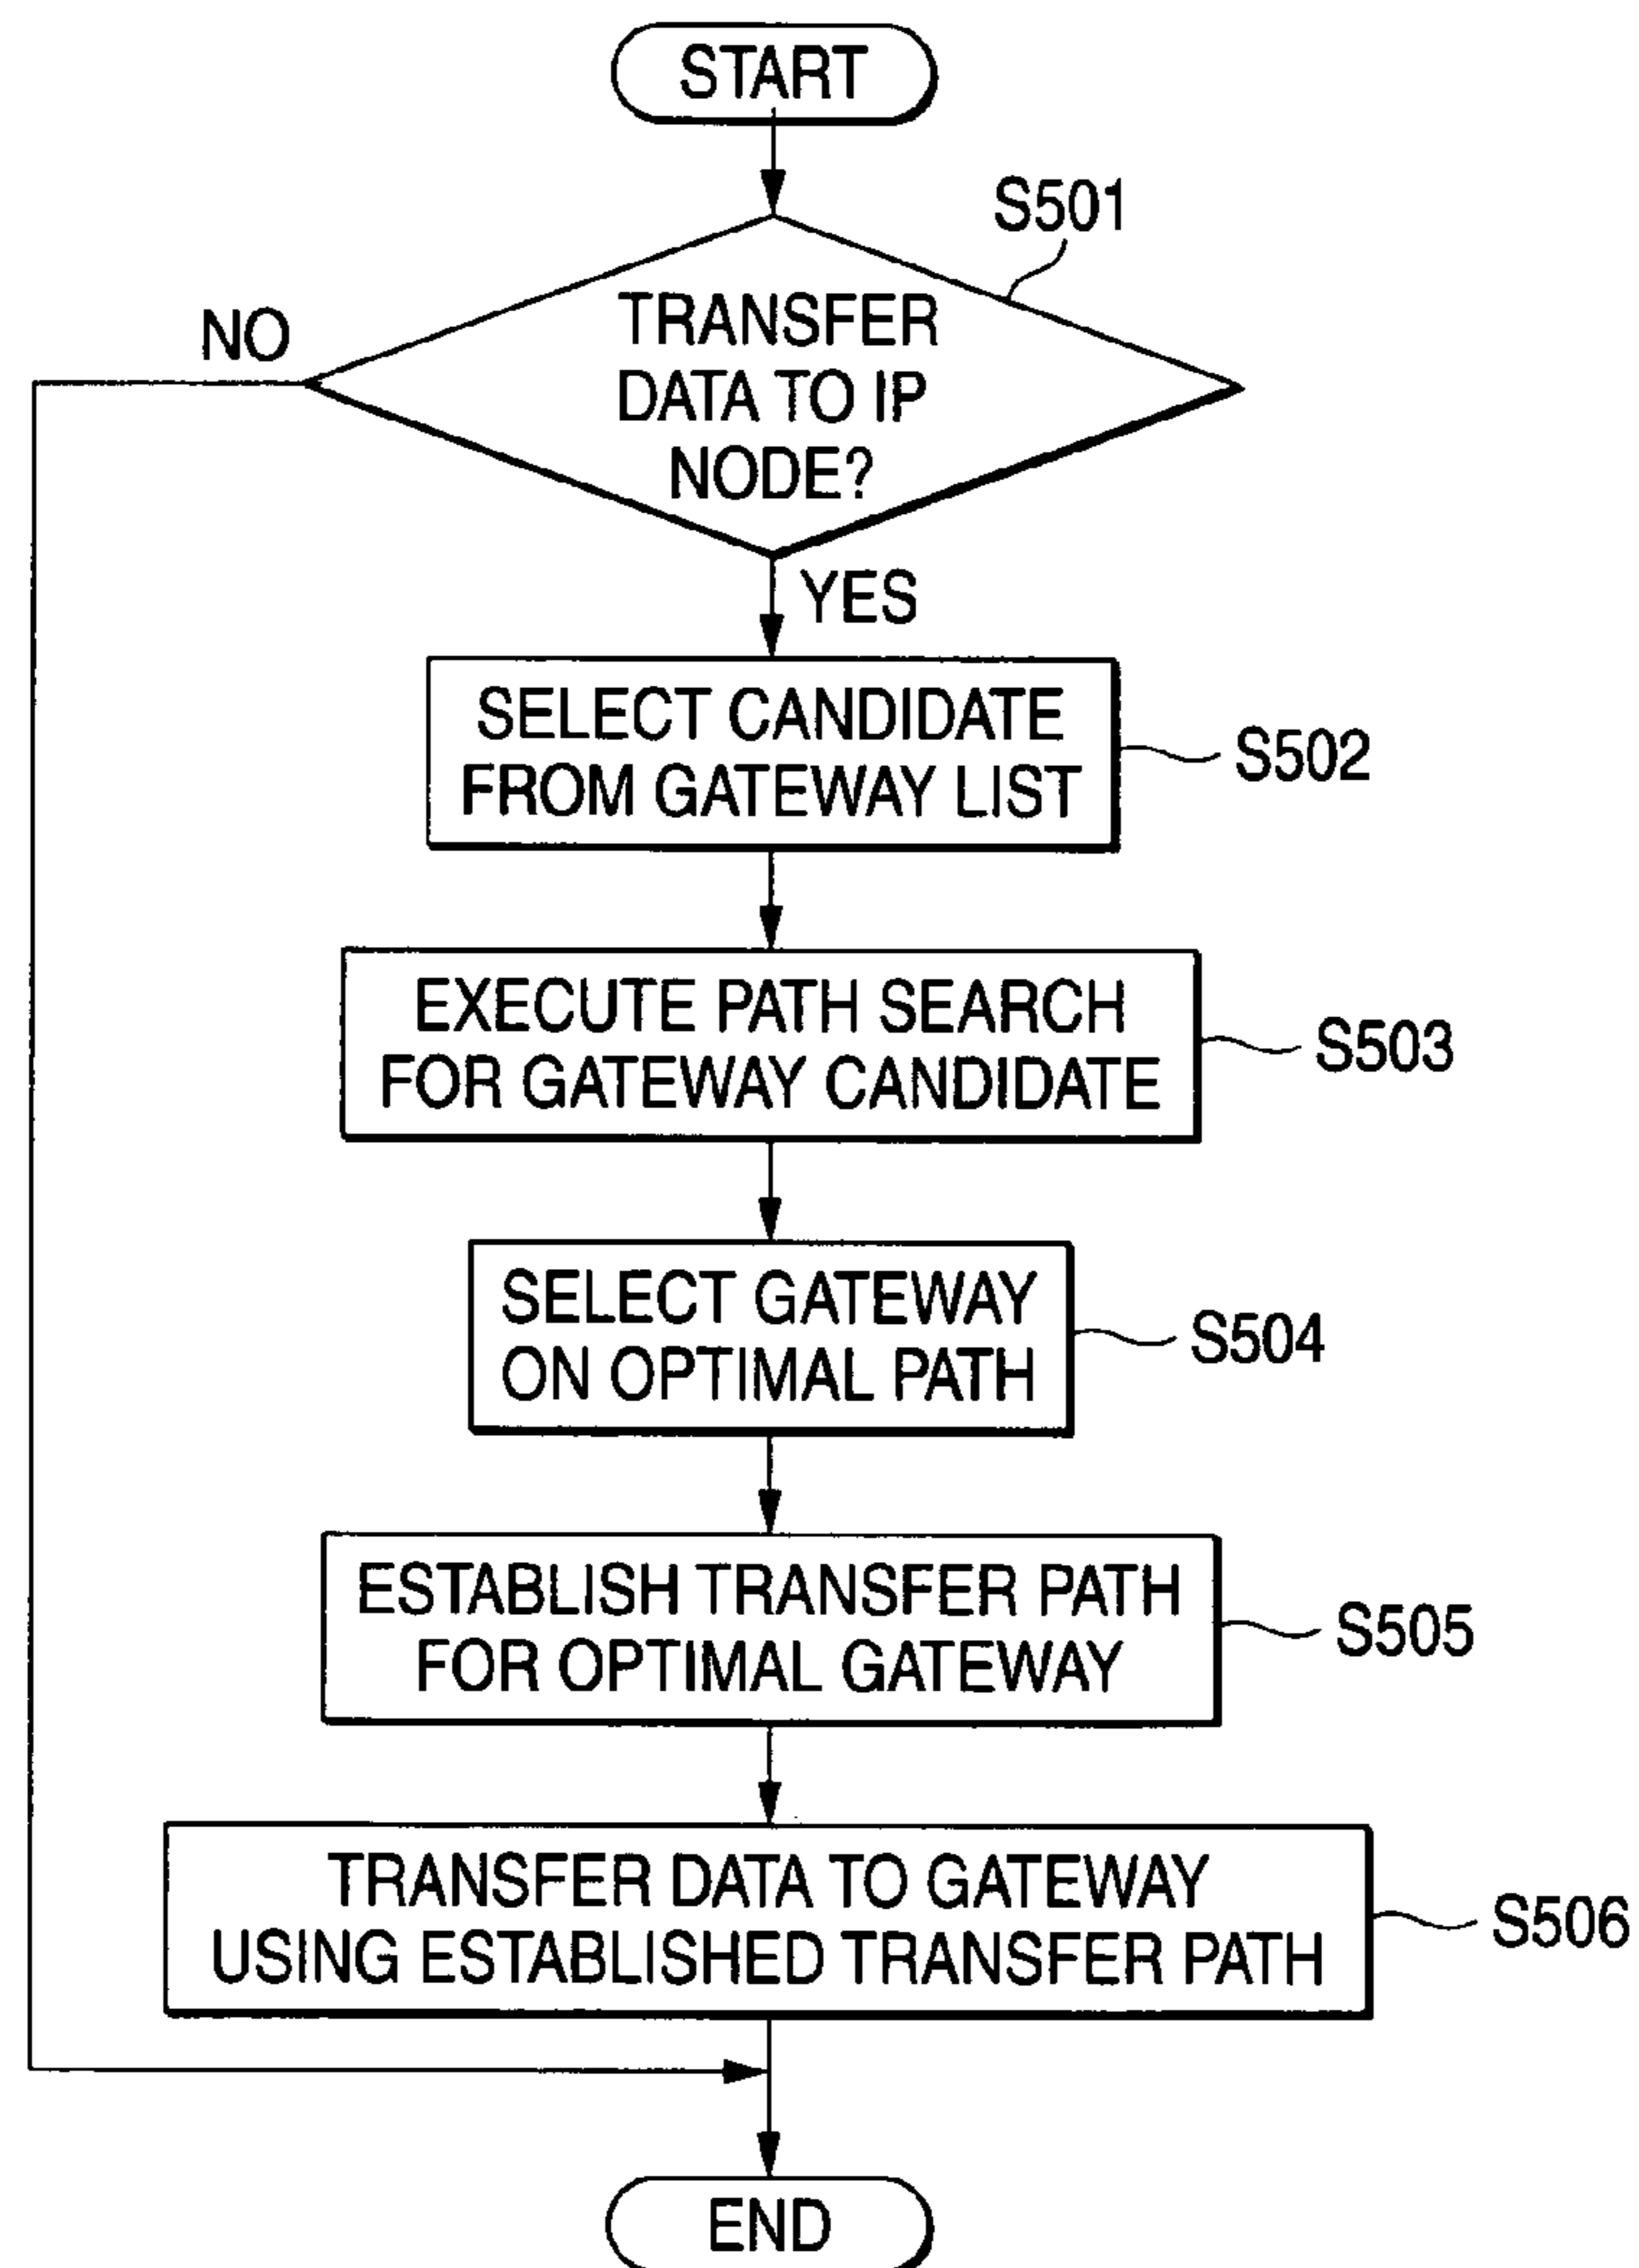 START
S501
NO
TRANSFER
DATA TO IP
NODE?
YES
SELECT CANDIDATE
FROM GATEWAY LIST
S502
EXECUTE PATH SEARCH
FOR GATEWAY CANDIDATE
S503
SELECT GATEWAY
ON OPTIMAL PATH
S504
ESTABLISH TRANSFER PATH
FOR OPTIMAL GATEWAY
S505
TRANSFER DATA TO GATEWAY
USING ESTABLISHED TRANSFER PATH
S506
END